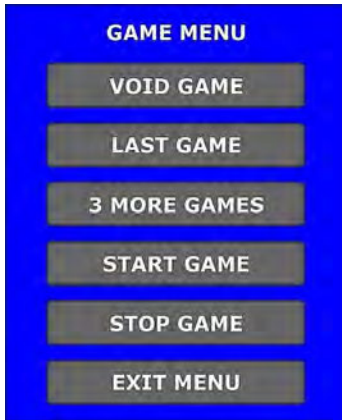 GAME MENU
VOID GAME
LAST GAME
3 MORE GAMES
START GAME
STOP GAME
EXIT MENU